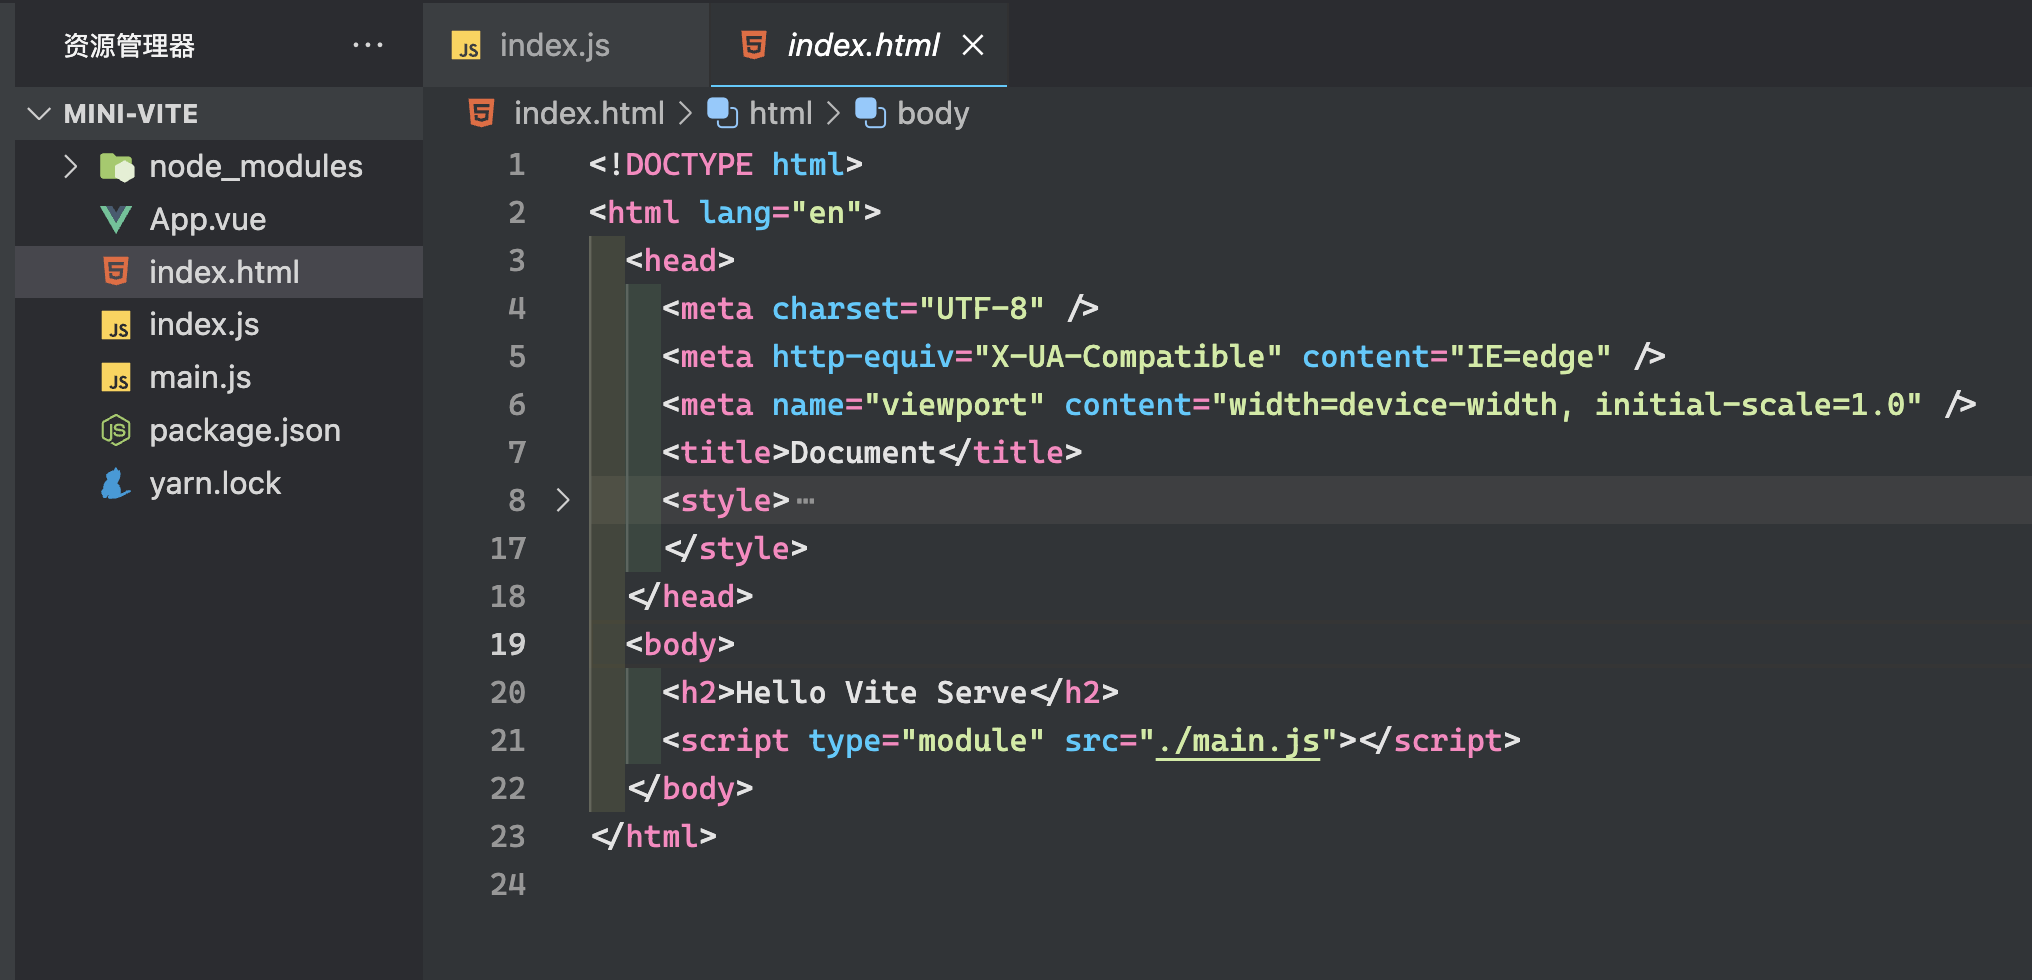 资源管理器 ···
MINI-VITE
node_modules
App.vue
index.html
index.js
main.js
package.json
yarn.lock
index.js index.html
index.html > html > body
1 <!DOCTYPE html>
2 <html lang="en">
3 <head>
4 <meta charset="UTF-8" />
5 <meta http-equiv="X-UA-Compatible" content="IE=edge" />
6 <meta name="viewport" content="width=device-width, initial-scale=1.0" />
7 <title>Document</title>
8 <style>…
17 </style>
18 </head>
19 <body>
20 <h2>Hello Vite Serve</h2>
21 <script type="module" src="./main.js"></script>
22 </body>
23 </html>
24